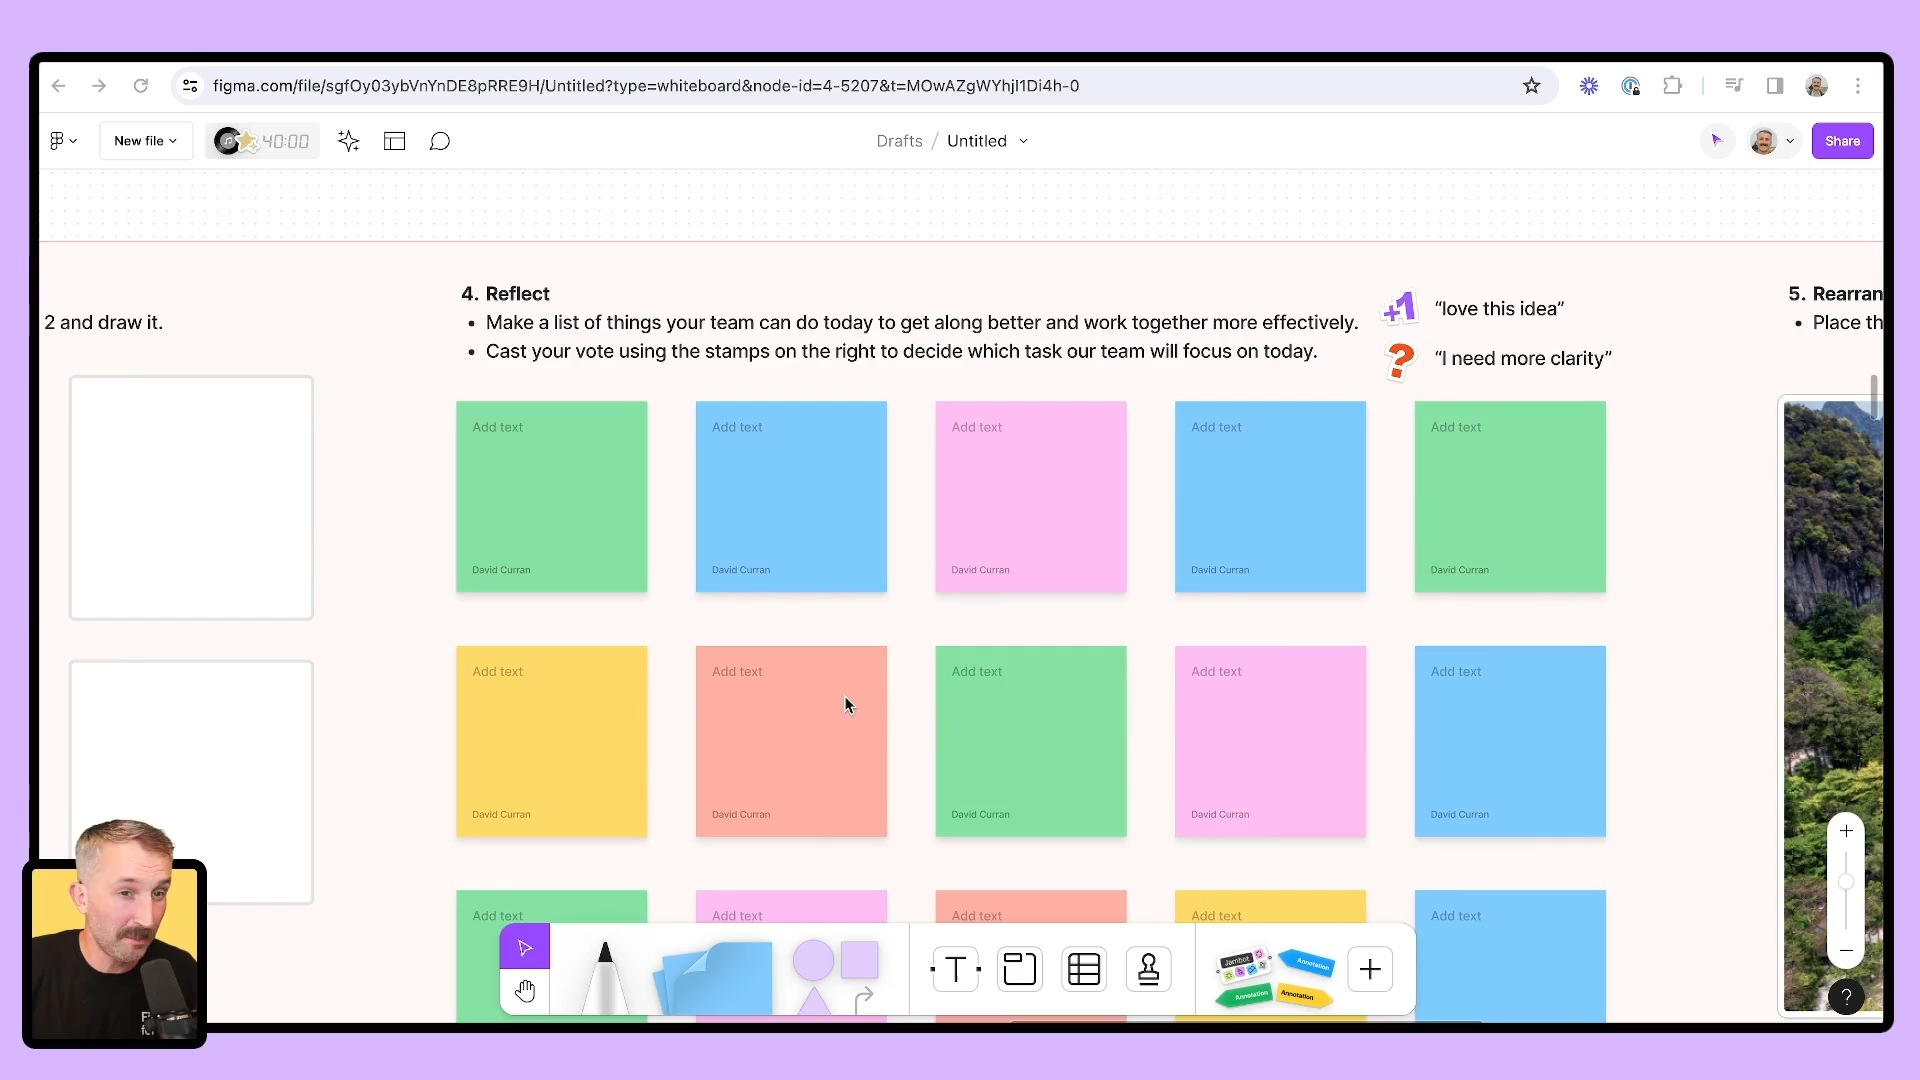 figma.com/file/sgfOy03ybVnYnDE8pRRE9H/Untitled?type=whiteboard&node-id=4-5207&t=MOwAZgWYhjI1Di4h-0
New file
40:00
Drafts / Untitled
Share
2 and draw it.
4. Reflect
• Make a list of things your team can do today to get along better and work together more effectively.
• Cast your vote using the stamps on the right to decide which task our team will focus on today.
+1 “love this idea”
? “I need more clarity”
5. Rearran
• Place th
Add text
Add text
Add text
Add text
Add text
David Curran
David Curran
David Curran
David Curran
David Curran
Add text
Add text
Add text
Add text
Add text
David Curran
David Curran
David Curran
David Curran
David Curran
Add text
Add text
Add text
Add text
Add text
T
Jambot
Annotation
Annotation
Annotation
?